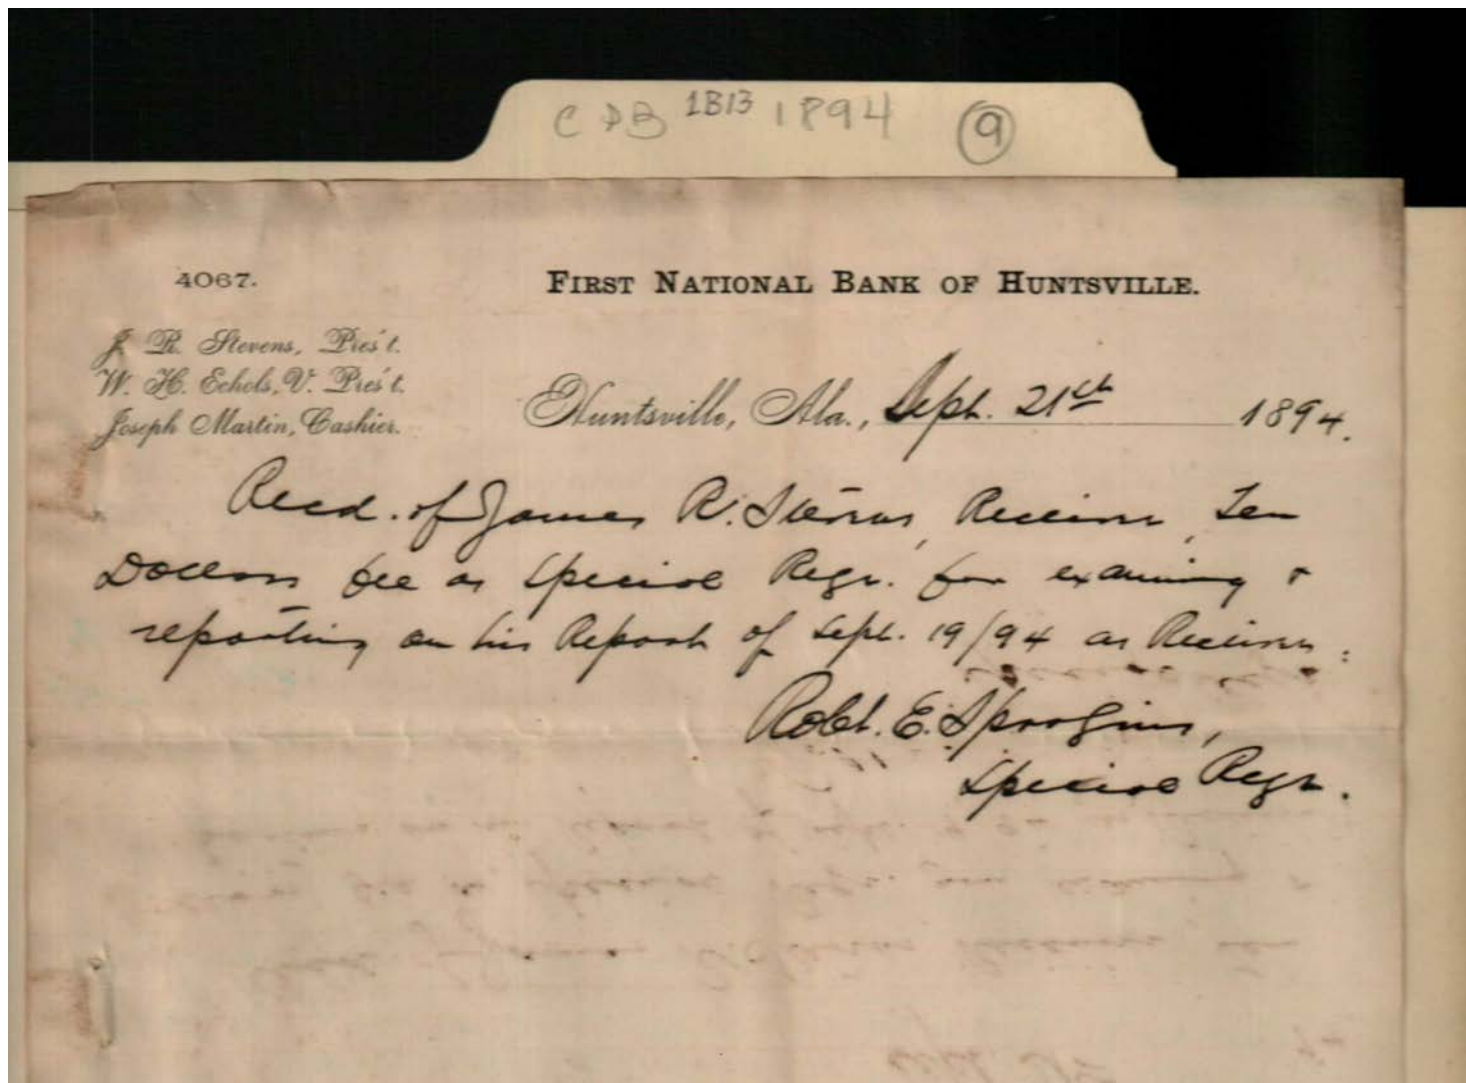 C D B 1B13 1894 9
4067.
FIRST NATIONAL BANK OF HUNTSVILLE.
J. R. Stevens, Pres't.
W. H. Echols, V. Pres't.
Joseph Martin, Cashier.
Huntsville, Ala., Sept. 21st 1894.
Recd. of James R. Stevens, Receiver, Ten
Dollars fee as Special Regr. for examining &
reporting on his Report of Sept. 19/94 as Receiver.
Robt. E. Spragins,
Special Regr.